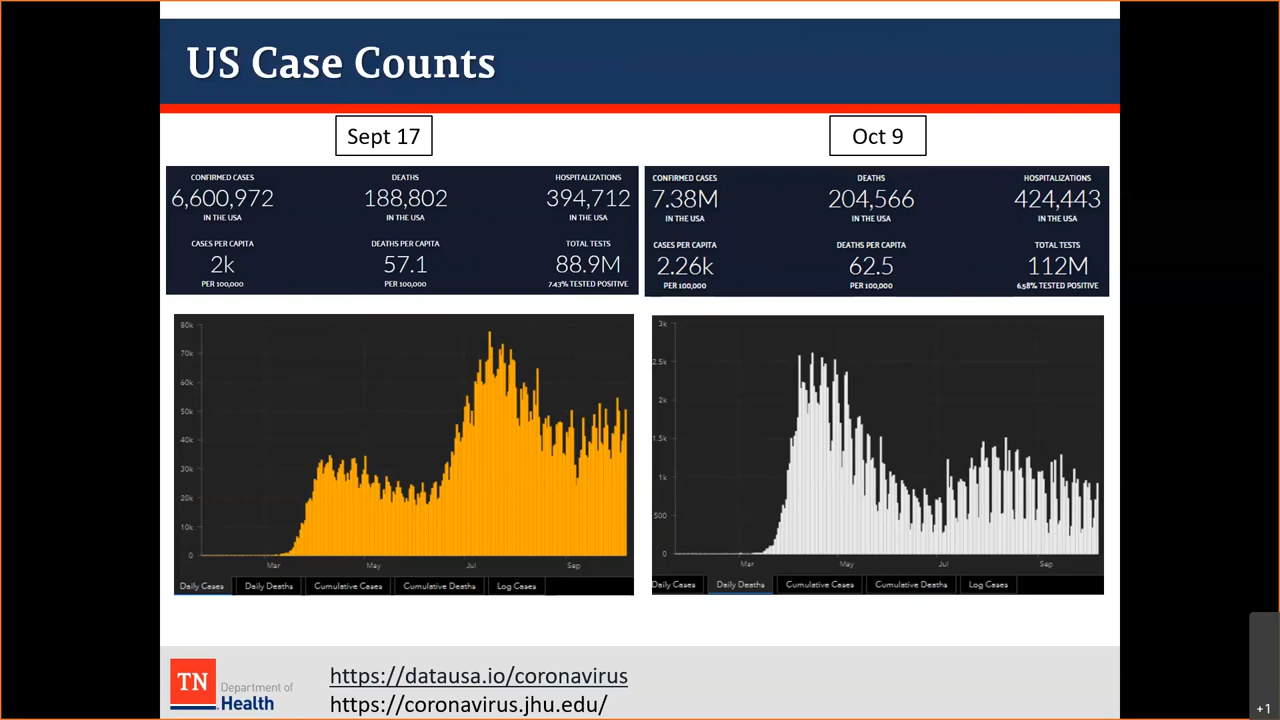 US Case Counts
Sept 17
Oct 9
CONFIRMED CASES DEATHS HOSPITALIZATIONS
6,600,972 188,802 394,712
IN THE USA IN THE USA IN THE USA
CASES PER CAPITA DEATHS PER CAPITA TOTAL TESTS
2k 57.1 88.9M
PER 100,000 PER 100,000 7.43% TESTED POSITIVE
CONFIRMED CASES DEATHS HOSPITALIZATIONS
7.38M 204,566 424,443
IN THE USA IN THE USA IN THE USA
CASES PER CAPITA DEATHS PER CAPITA TOTAL TESTS
2.26k 62.5 112M
PER 100,000 PER 100,000 6.58% TESTED POSITIVE
80k
70k
60k
50k
40k
30k
20k
10k
0
Mar May Jul Sep
Daily Cases Daily Deaths Cumulative Cases Cumulative Deaths Log Cases
3k
2.5k
2k
1.5k
1k
500
0
Mar May Jul Sep
Daily Cases Daily Deaths Cumulative Cases Cumulative Deaths Log Cases
TN
Department of
Health
https://datausa.io/coronavirus
https://coronavirus.jhu.edu/
+1